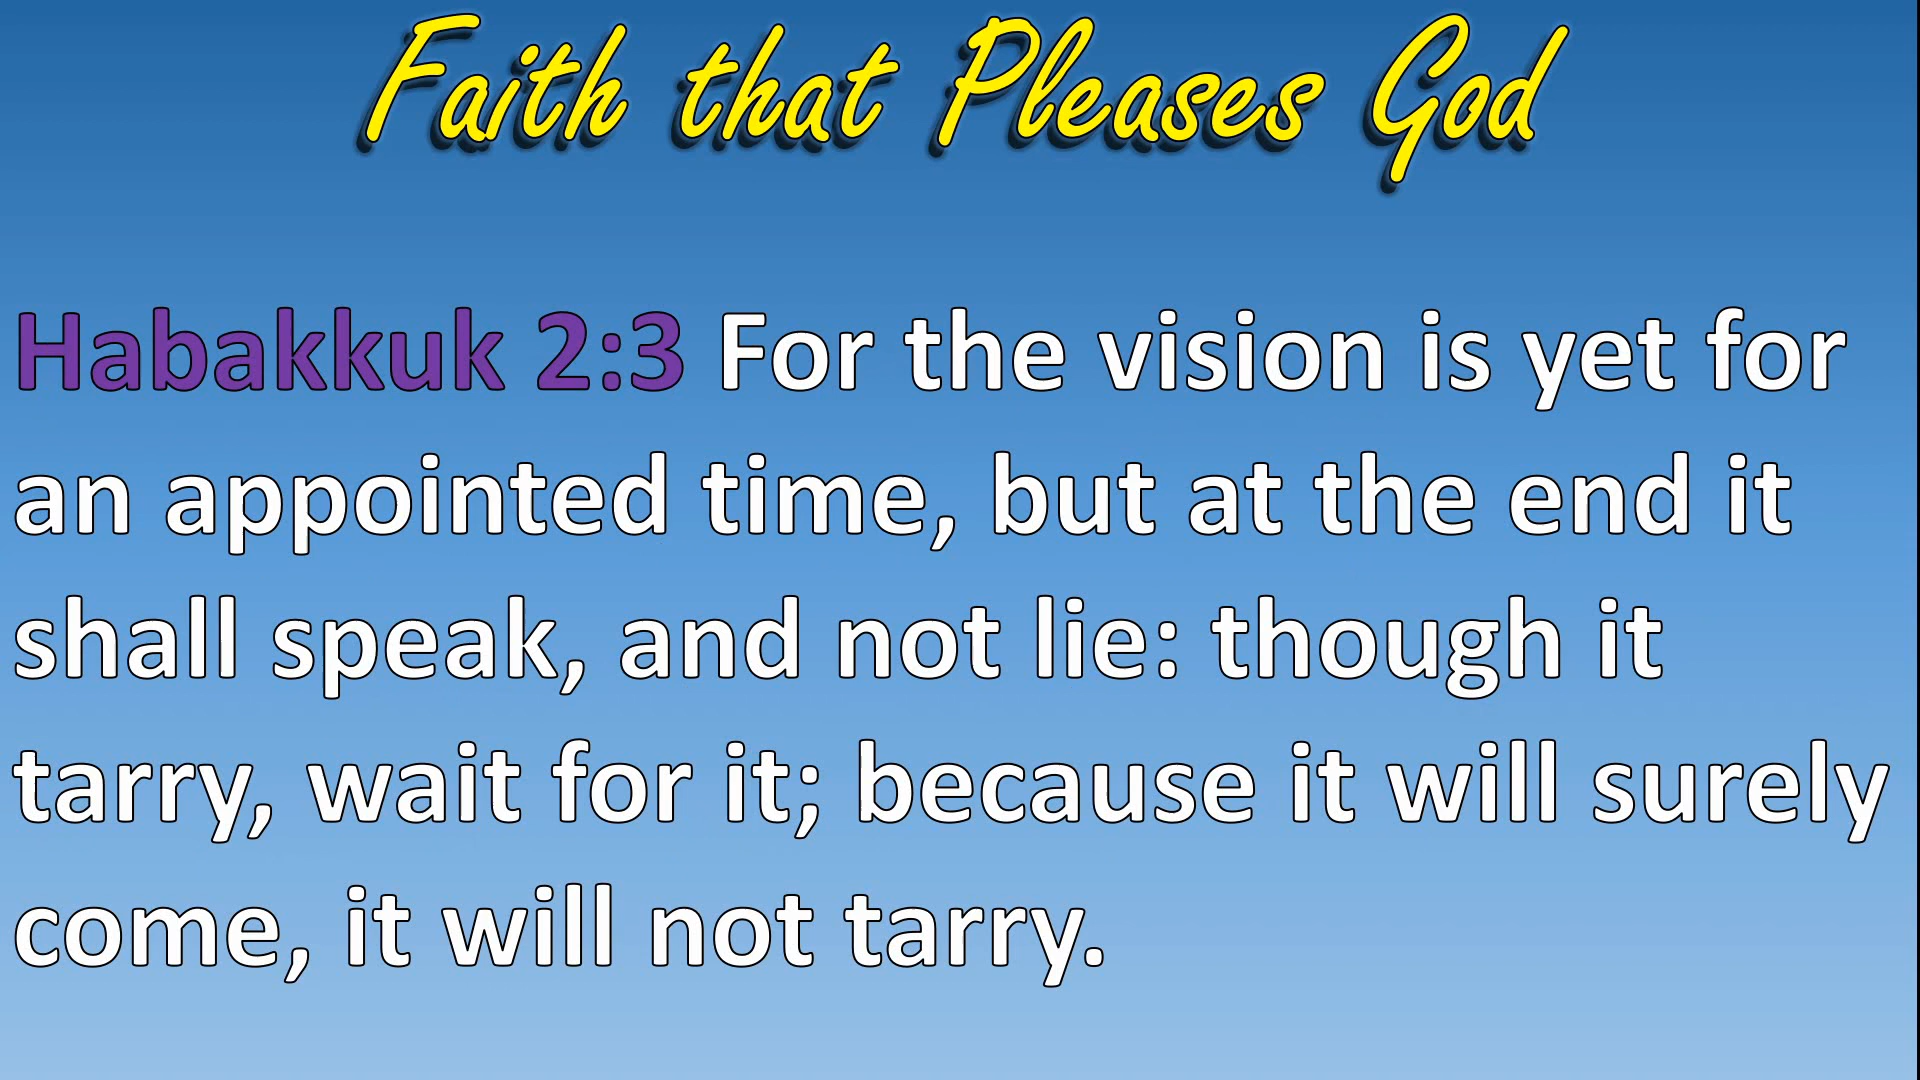 Faith that Pleases God
Habakkuk 2:3 For the vision is yet for
an appointed time, but at the end it
shall speak, and not lie: though it
tarry, wait for it; because it will surely
come, it will not tarry.